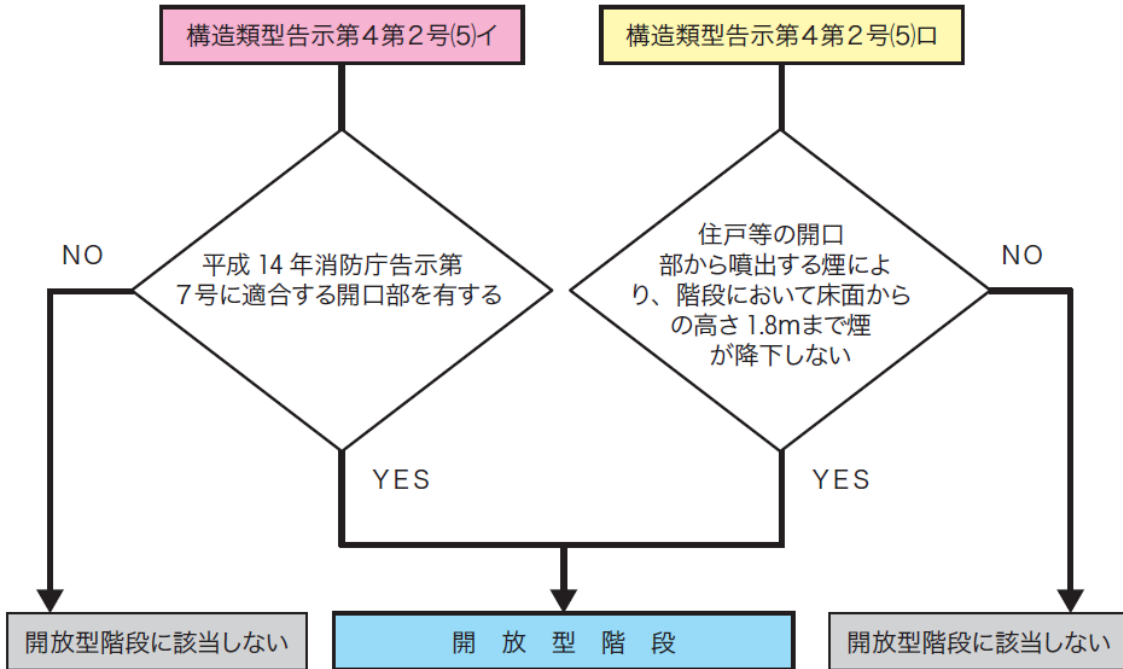 構造類型告示第4第2号⑸イ
構造類型告示第4第2号⑸ロ
NO
平成14年消防庁告示第
7号に適合する開口部を有する
住戸等の開口
部から噴出する煙によ
り、階段において床面から
の高さ1.8mまで煙
が降下しない
NO
YES
YES
開放型階段に該当しない
開放型階段
開放型階段に該当しない